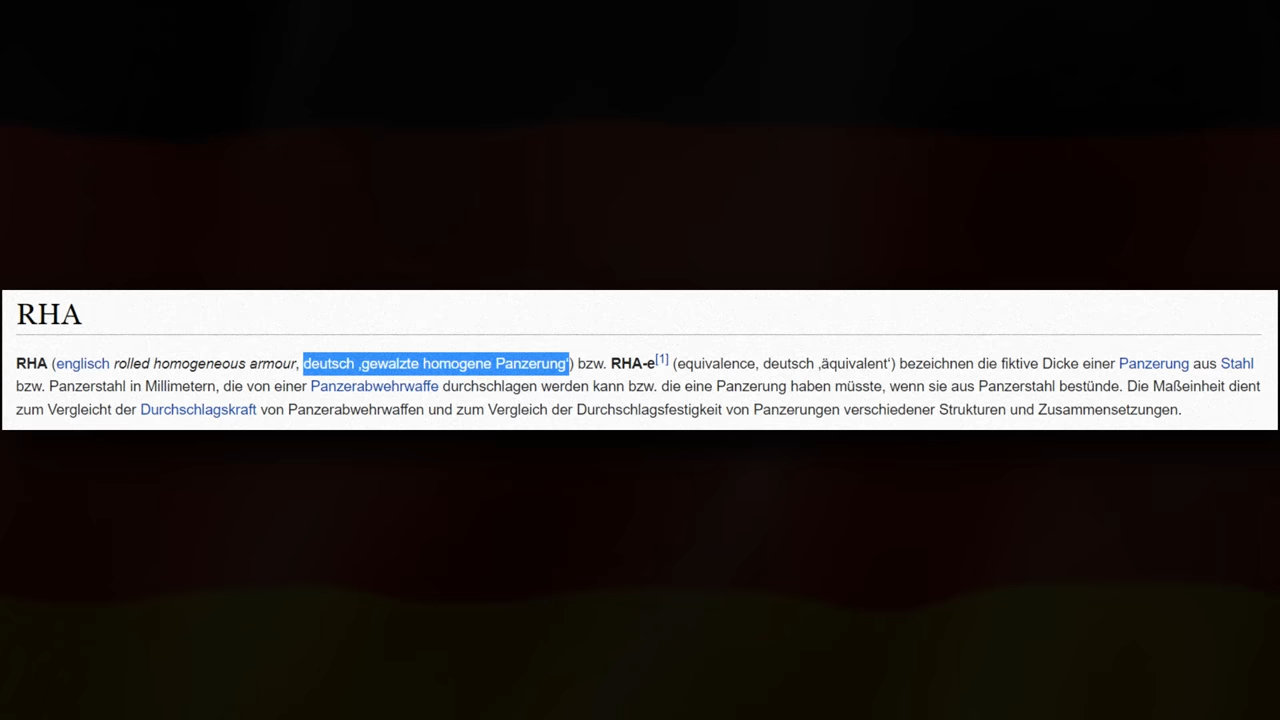 RHA
RHA (englisch rolled homogeneous armour, deutsch ‚gewalzte homogene Panzerung‘) bzw. RHA-e[1] (equivalence, deutsch ‚äquivalent‘) bezeichnen die fiktive Dicke einer Panzerung aus Stahl
bzw. Panzerstahl in Millimetern, die von einer Panzerabwehrwaffe durchschlagen werden kann bzw. die eine Panzerung haben müsste, wenn sie aus Panzerstahl bestünde. Die Maßeinheit dient
zum Vergleicht der Durchschlagskraft von Panzerabwehrwaffen und zum Vergleich der Durchschlagsfestigkeit von Panzerungen verschiedener Strukturen und Zusammensetzungen.